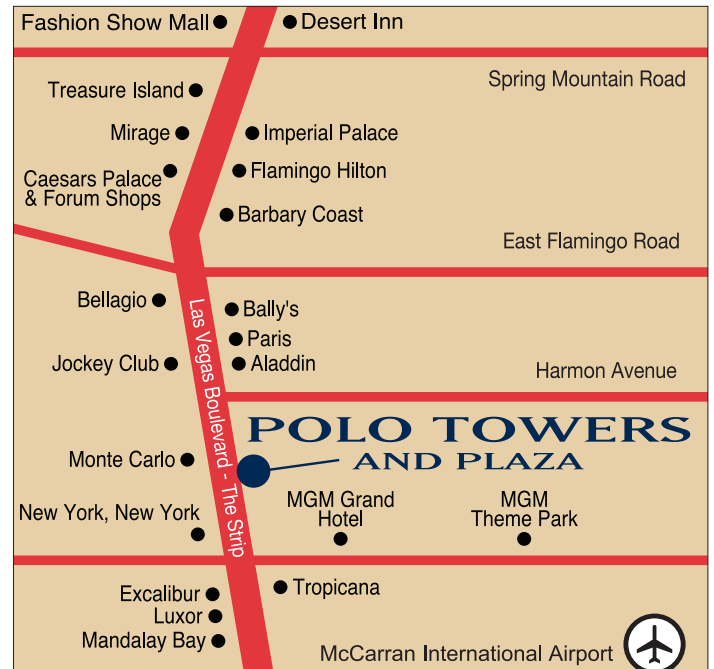 Fashion Show Mall
Desert Inn
Spring Mountain Road
Treasure Island
Mirage
Imperial Palace
Caesars Palace
& Forum Shops
Flamingo Hilton
Barbary Coast
East Flamingo Road
Bellagio
Bally's
Paris
Jockey Club
Aladdin
Harmon Avenue
Las Vegas Boulevard - The Strip
POLO TOWERS
AND PLAZA
Monte Carlo
New York, New York
MGM Grand
Hotel
MGM
Theme Park
Excalibur
Tropicana
Luxor
Mandalay Bay
McCarran International Airport